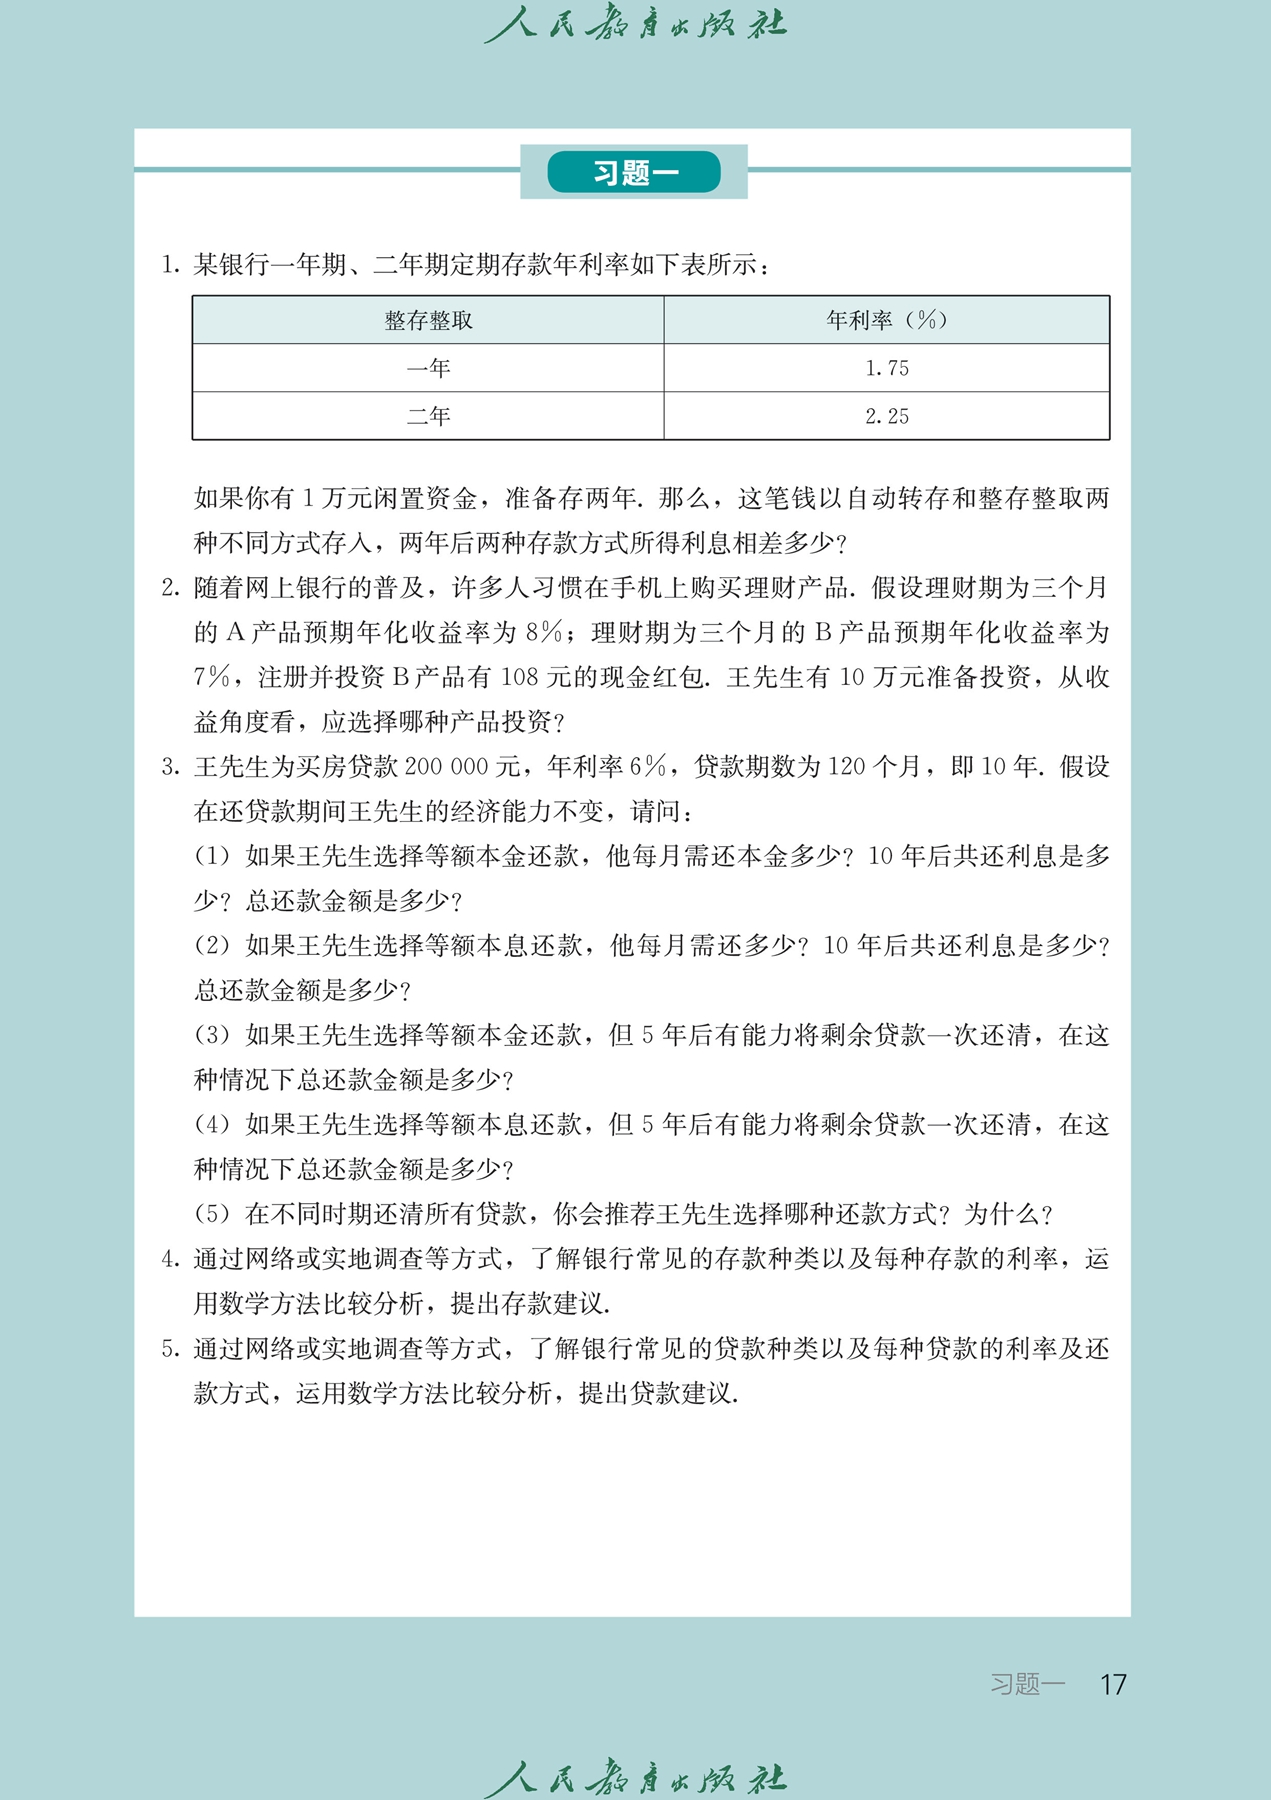 人民教育出版社
习题一
1. 某银行一年期、二年期定期存款年利率如下表所示:
整存整取 年利率（%）
一年 1.75
二年 2.25
如果你有 1 万元闲置资金，准备存两年. 那么，这笔钱以自动转存和整存整取两
种不同方式存入，两年后两种存款方式所得利息相差多少?
2. 随着网上银行的普及，许多人习惯在手机上购买理财产品. 假设理财期为三个月
的 A 产品预期年化收益率为 8%; 理财期为三个月的 B 产品预期年化收益率为
7%，注册并投资 B 产品有 108 元的现金红包. 王先生有 10 万元准备投资，从收
益角度看，应选择哪种产品投资?
3. 王先生为买房贷款 200 000 元，年利率 6%，贷款期数为 120 个月，即 10 年. 假设
在还贷款期间王先生的经济能力不变，请问:
（1）如果王先生选择等额本金还款，他每月需还本金多少? 10 年后共还利息是多
少? 总还款金额是多少?
（2）如果王先生选择等额本息还款，他每月需还多少? 10 年后共还利息是多少?
总还款金额是多少?
（3）如果王先生选择等额本金还款，但 5 年后有能力将剩余贷款一次还清，在这
种情况下总还款金额是多少?
（4）如果王先生选择等额本息还款，但 5 年后有能力将剩余贷款一次还清，在这
种情况下总还款金额是多少?
（5）在不同时期还清所有贷款，你会推荐王先生选择哪种还款方式? 为什么?
4. 通过网络或实地调查等方式，了解银行常见的存款种类以及每种存款的利率，运
用数学方法比较分析，提出存款建议.
5. 通过网络或实地调查等方式，了解银行常见的贷款种类以及每种贷款的利率及还
款方式，运用数学方法比较分析，提出贷款建议.
习题一 17
人民教育出版社